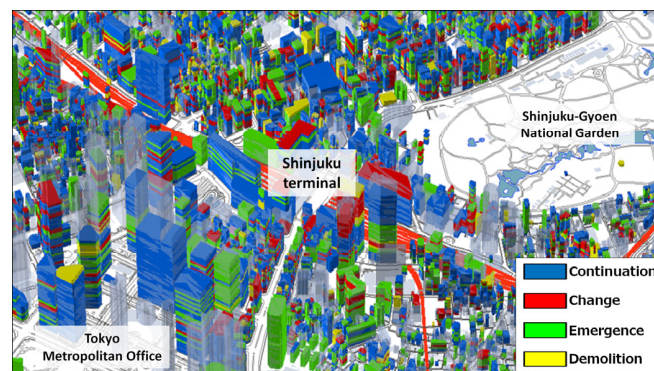 Shinjuku-Gyoen
National Garden
Shinjuku
terminal
Tokyo
Metropolitan Office
Continuation
Change
Emergence
Demolition